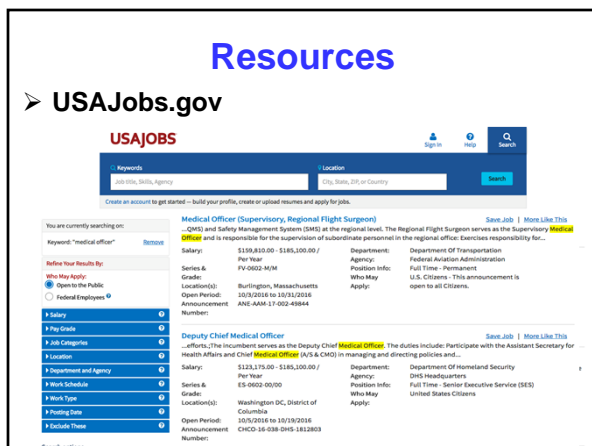 Resources
➢ USAJobs.gov
USAJOBS
Sign In Help Search
Keywords Location
Job title, Skills, Agency City, State, ZIP, or Country Search
Create an account to get started — build your profile, create or upload resumes and apply for jobs.
You are currently searching on:
Keyword: "medical officer" Remove
Refine Your Results By:
Who May Apply:
Open to the Public
Federal Employees
Salary
Pay Grade
Job Categories
Location
Department and Agency
Work Schedule
Work Type
Posting Date
Exclude These
Medical Officer (Supervisory, Regional Flight Surgeon) Save Job | More Like This
...QMS) and Safety Management System (SMS) at the regional level. The Regional Flight Surgeon serves as the Supervisory Medical
Officer and is responsible for the supervision of subordinate personnel in the regional office: Exercises responsibility for...
Salary: $159,810.00 - $185,100.00 / Department: Department Of Transportation
Per Year Agency: Federal Aviation Administration
Series & FV-0602-M/M Position Info: Full Time - Permanent
Grade: Who May U.S. Citizens - This announcement is
Location(s): Burlington, Massachusetts Apply: open to all Citizens.
Open Period: 10/3/2016 to 10/31/2016
Announcement ANE-AAM-17-002-49844
Number:
Deputy Chief Medical Officer Save Job | More Like This
...efforts.;The incumbent serves as the Deputy Chief Medical Officer. The duties include: Participate with the Assistant Secretary for
Health Affairs and Chief Medical Officer (A/S & CMO) in managing and directing policies and...
Salary: $123,175.00 - $185,100.00 / Department: Department Of Homeland Security
Per Year Agency: DHS Headquarters
Series & ES-0602-00/00 Position Info: Full Time - Senior Executive Service (SES)
Grade: Who May United States Citizens
Location(s): Washington DC, District of Apply:
Columbia
Open Period: 10/5/2016 to 10/19/2016
Announcement CHCO-16-038-DHS-1812803
Number: